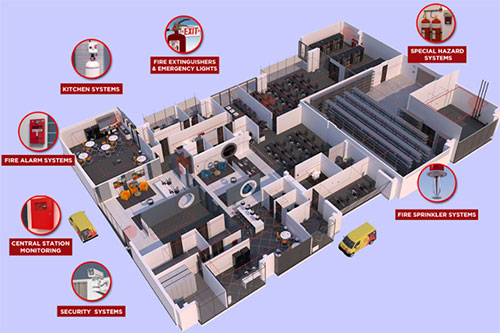 EXIT
FIRE EXTINGUISHERS
& EMERGENCY LIGHTS
SPECIAL HAZARD
SYSTEMS
KITCHEN SYSTEMS
FIRE ALARM SYSTEMS
FIRE SPRINKLER SYSTEMS
CENTRAL STATION
MONITORING
SECURITY SYSTEMS